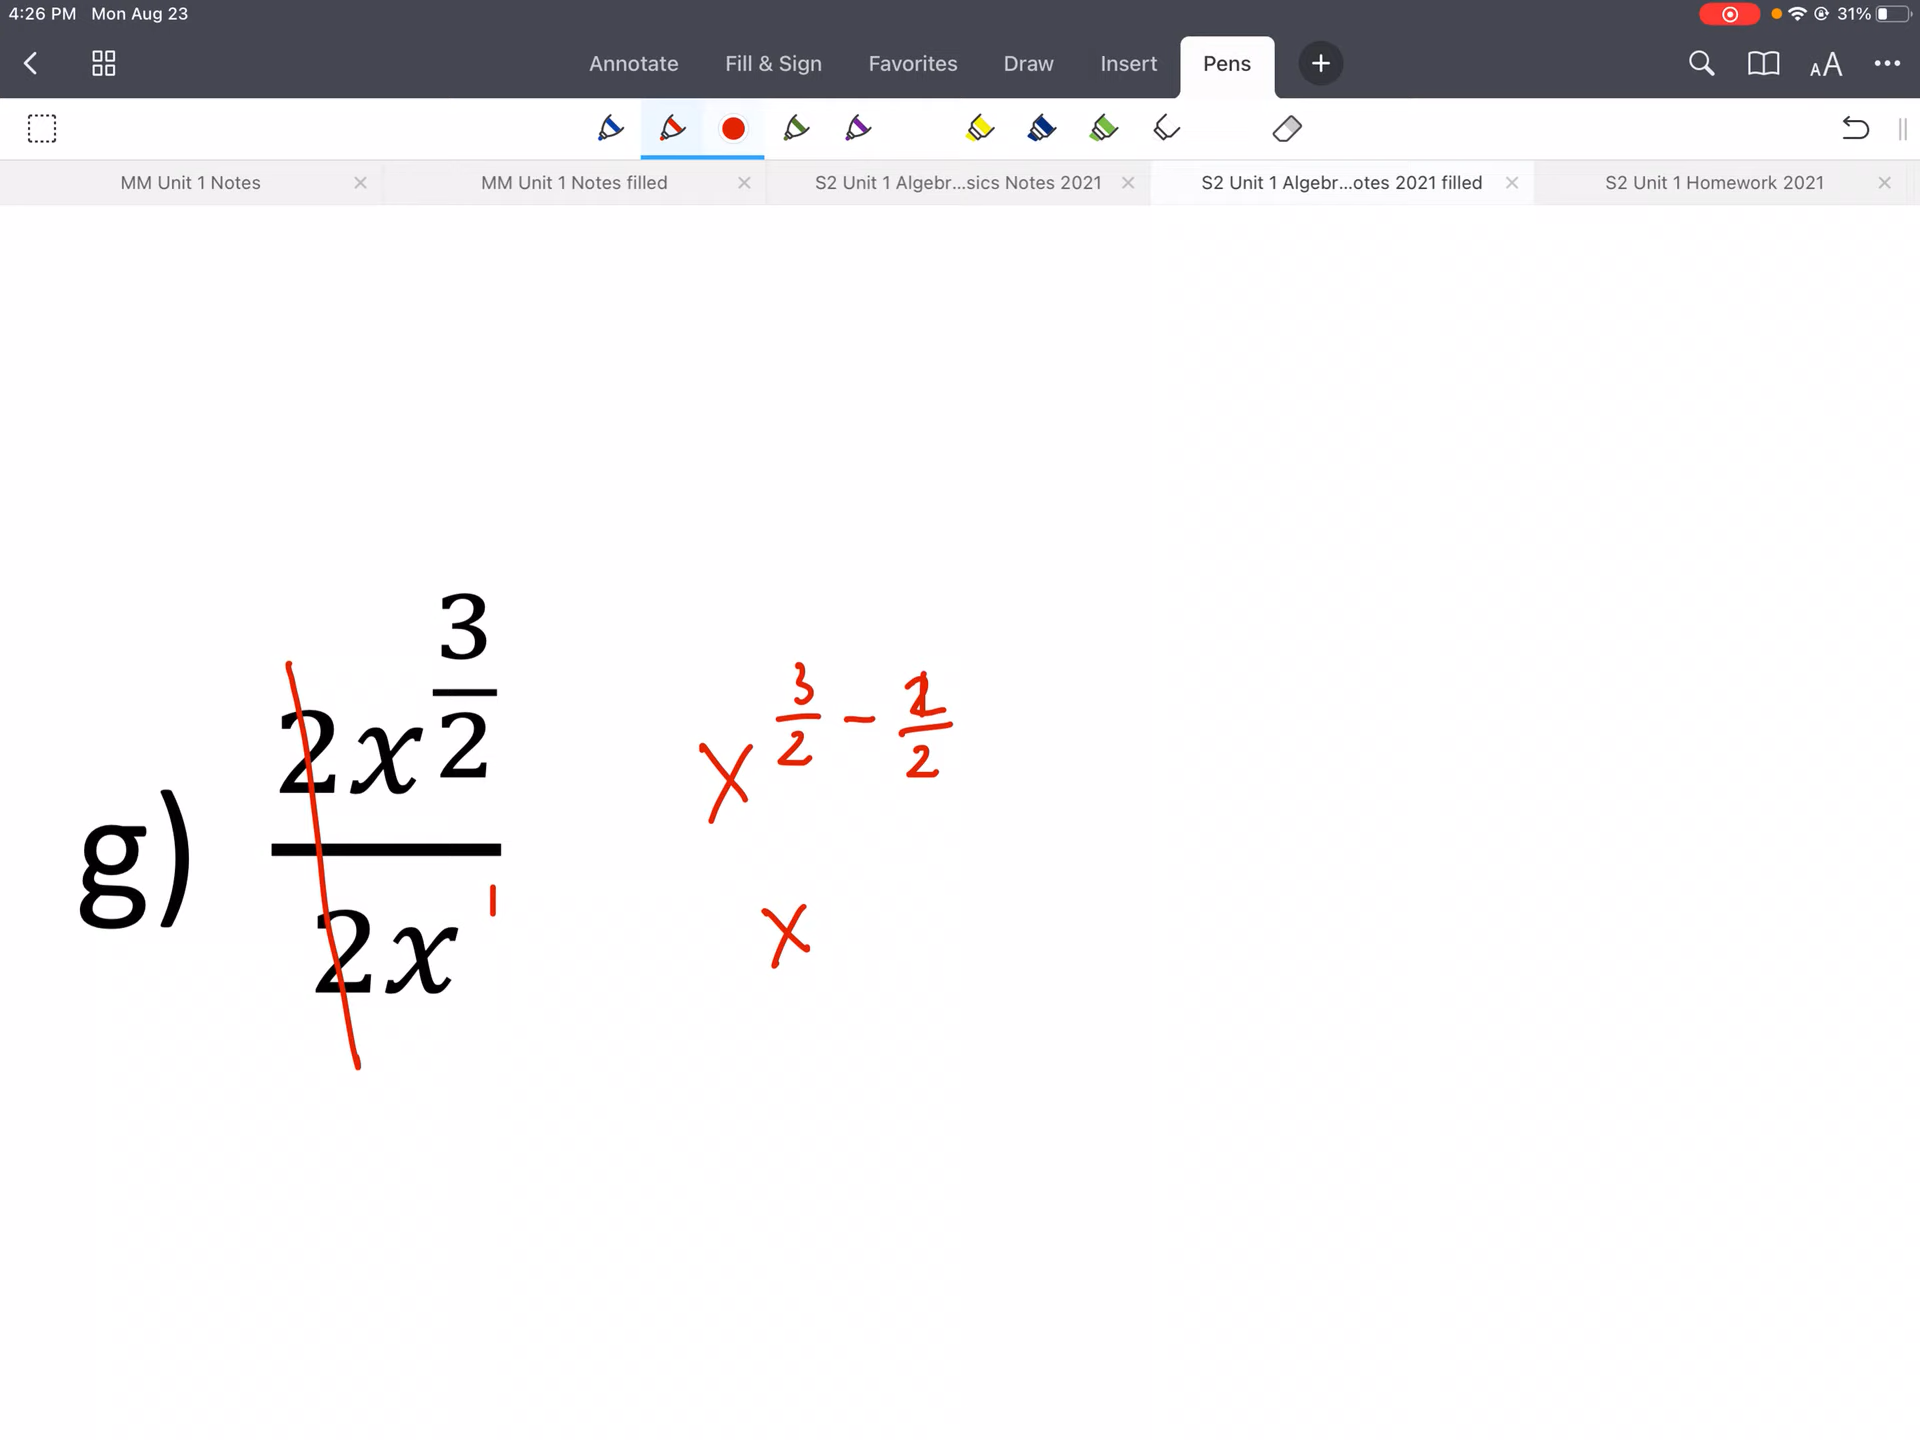 4:26 PM Mon Aug 23
31%
Annotate Fill & Sign Favorites Draw Insert Pens +
AA
MM Unit 1 Notes × MM Unit 1 Notes filled × S2 Unit 1 Algebr...sics Notes 2021 × S2 Unit 1 Algebr...otes 2021 filled × S2 Unit 1 Homework 2021 ×
g) 2x^(3/2) / 2x^1
x^(3/2 - 2/2)
x